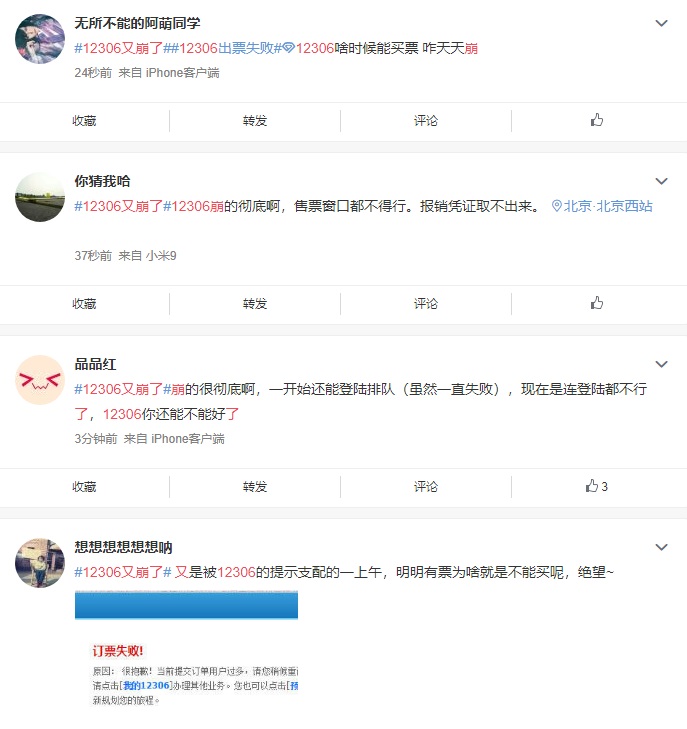 无所不能的阿萌同学
#12306又崩了##12306出票失败#12306啥时候能买票 咋天天崩
24秒前 来自 iPhone客户端
收藏 转发 评论
你猜我哈
#12306又崩了#12306崩的彻底啊，售票窗口都不得行。报销凭证取不出来。 北京·北京西站
37秒前 来自 小米9
收藏 转发 评论
品品红
#12306又崩了#崩的很彻底啊，一开始还能登陆排队（虽然一直失败），现在是连登陆都不行
了，12306你还能不能好了
3分钟前 来自 iPhone客户端
收藏 转发 评论 3
想想想想想想呐
#12306又崩了# 又是被12306的提示支配的一上午，明明有票为啥就是不能买呢，绝望~
订票失败!
原因： 很抱歉！当前提交订单用户过多，请您稍候重试
请点击[我的12306]办理其他业务。您也可以点击[预
新规划您的旅程。